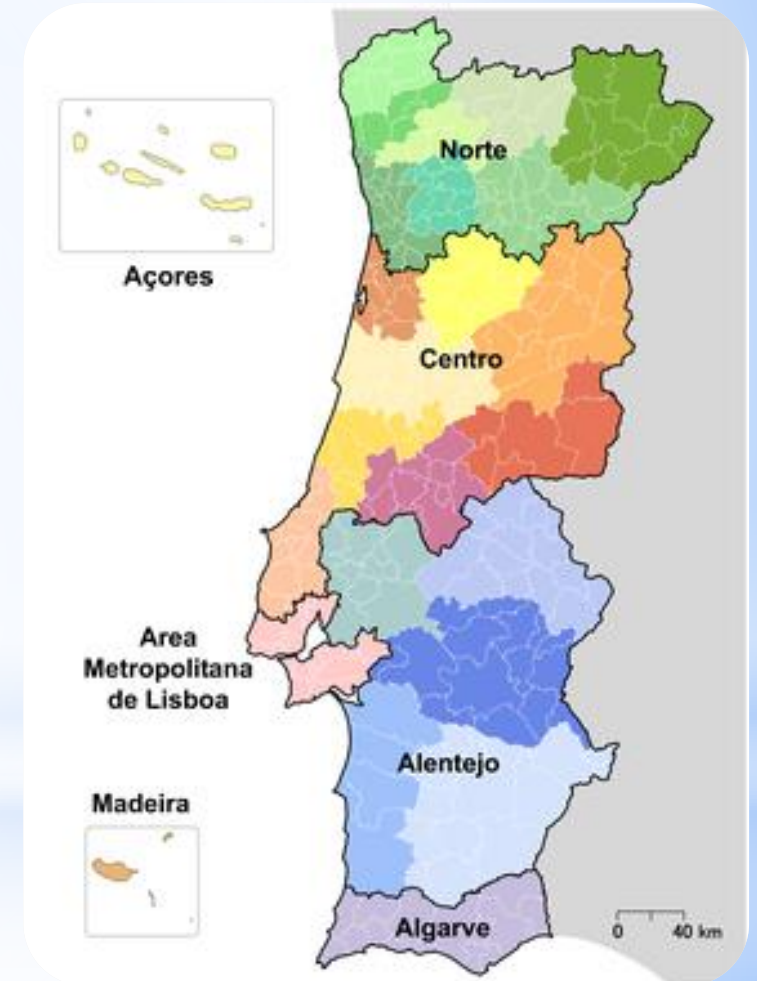 Norte
Açores
Centro
Area
Metropolitana
de Lisboa
Alentejo
Madeira
Algarve
0 40 km